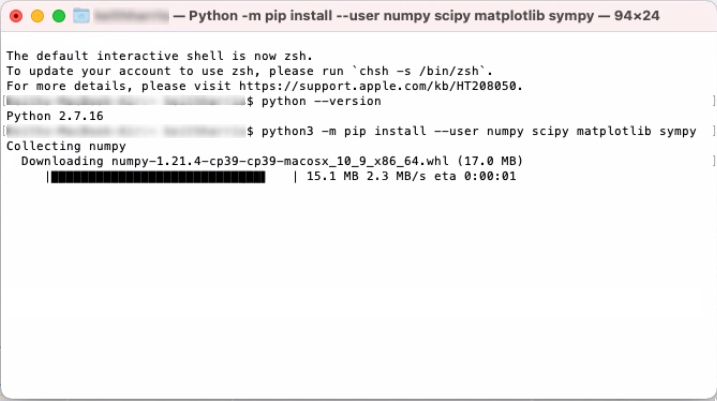 — Python -m pip install --user numpy scipy matplotlib sympy — 94×24
The default interactive shell is now zsh.
To update your account to use zsh, please run `chsh -s /bin/zsh`.
For more details, please visit https://support.apple.com/kb/HT208050.
$ python --version
Python 2.7.16
$ python3 -m pip install --user numpy scipy matplotlib sympy
Collecting numpy
Downloading numpy-1.21.4-cp39-cp39-macosx_10_9_x86_64.whl (17.0 MB)
| 15.1 MB 2.3 MB/s eta 0:00:01